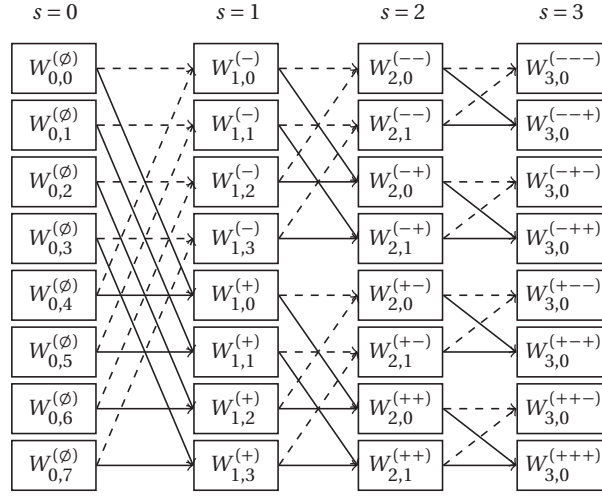 s = 0 s = 1 s = 2 s = 3
W_{0,0}^{(∅)} W_{1,0}^{(−)} W_{2,0}^{(−−)} W_{3,0}^{(−−−)}
W_{0,1}^{(∅)} W_{1,1}^{(−)} W_{2,1}^{(−−)} W_{3,0}^{(−−+)}
W_{0,2}^{(∅)} W_{1,2}^{(−)} W_{2,0}^{(−+)} W_{3,0}^{(−+−)}
W_{0,3}^{(∅)} W_{1,3}^{(−)} W_{2,1}^{(−+)} W_{3,0}^{(−++)}
W_{0,4}^{(∅)} W_{1,0}^{(+)} W_{2,0}^{(+−)} W_{3,0}^{(+−−)}
W_{0,5}^{(∅)} W_{1,1}^{(+)} W_{2,1}^{(+−)} W_{3,0}^{(+−+)}
W_{0,6}^{(∅)} W_{1,2}^{(+)} W_{2,0}^{(++)} W_{3,0}^{(++−)}
W_{0,7}^{(∅)} W_{1,3}^{(+)} W_{2,1}^{(++)} W_{3,0}^{(+++)}